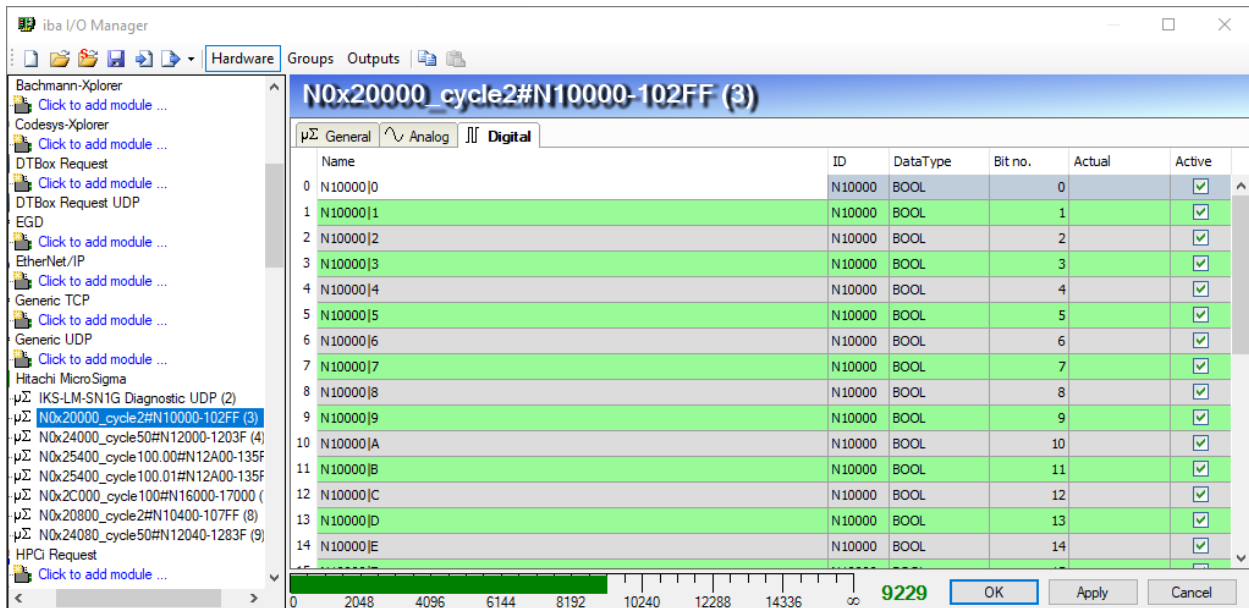 iba I/O Manager
Hardware Groups Outputs
Bachmann-Xplorer
Click to add module ...
Codesys-Xplorer
Click to add module ...
DTBox Request
Click to add module ...
DTBox Request UDP
EGD
Click to add module ...
EtherNet/IP
Click to add module ...
Generic TCP
Click to add module ...
Generic UDP
Click to add module ...
Hitachi MicroSigma
μΣ IKS-LM-SN1G Diagnostic UDP (2)
μΣ N0x20000_cycle2#N10000-102FF (3)
μΣ N0x24000_cycle50#N12000-1203F (4)
μΣ N0x25400_cycle100.00#N12A00-135F
μΣ N0x25400_cycle100.01#N12A00-135F
μΣ N0x2C000_cycle100#N16000-17000 (
μΣ N0x20800_cycle2#N10400-107FF (8)
μΣ N0x24080_cycle50#N12040-1283F (9)
HPCi Request
Click to add module ...
N0x20000_cycle2#N10000-102FF (3)
μΣ General Analog Digital
Name ID DataType Bit no. Actual Active
0 N10000|0 N10000 BOOL 0
1 N10000|1 N10000 BOOL 1
2 N10000|2 N10000 BOOL 2
3 N10000|3 N10000 BOOL 3
4 N10000|4 N10000 BOOL 4
5 N10000|5 N10000 BOOL 5
6 N10000|6 N10000 BOOL 6
7 N10000|7 N10000 BOOL 7
8 N10000|8 N10000 BOOL 8
9 N10000|9 N10000 BOOL 9
10 N10000|A N10000 BOOL 10
11 N10000|B N10000 BOOL 11
12 N10000|C N10000 BOOL 12
13 N10000|D N10000 BOOL 13
14 N10000|E N10000 BOOL 14
0 2048 4096 6144 8192 10240 12288 14336 ∞ 9229 OK Apply Cancel